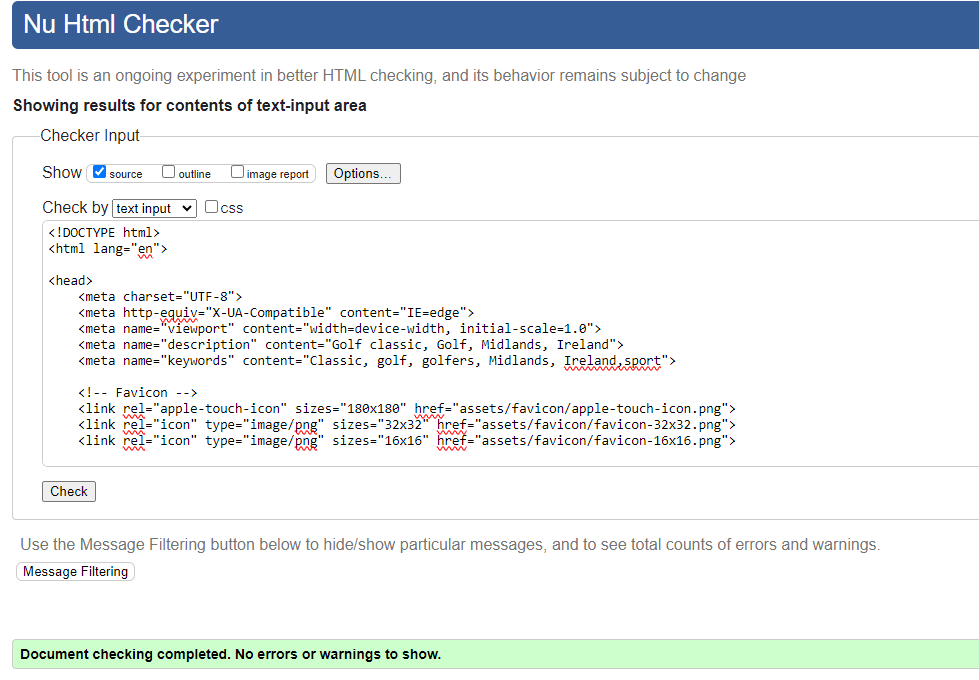 Nu Html Checker
This tool is an ongoing experiment in better HTML checking, and its behavior remains subject to change
Showing results for contents of text-input area
Checker Input
Show source outline image report Options...
Check by text input css
<!DOCTYPE html>
<html lang="en">
<head>
<meta charset="UTF-8">
<meta http-equiv="X-UA-Compatible" content="IE=edge">
<meta name="viewport" content="width=device-width, initial-scale=1.0">
<meta name="description" content="Golf classic, Golf, Midlands, Ireland">
<meta name="keywords" content="Classic, golf, golfers, Midlands, Ireland,sport">
<!-- Favicon -->
<link rel="apple-touch-icon" sizes="180x180" href="assets/favicon/apple-touch-icon.png">
<link rel="icon" type="image/png" sizes="32x32" href="assets/favicon/favicon-32x32.png">
<link rel="icon" type="image/png" sizes="16x16" href="assets/favicon/favicon-16x16.png">
Check
Use the Message Filtering button below to hide/show particular messages, and to see total counts of errors and warnings.
Message Filtering
Document checking completed. No errors or warnings to show.